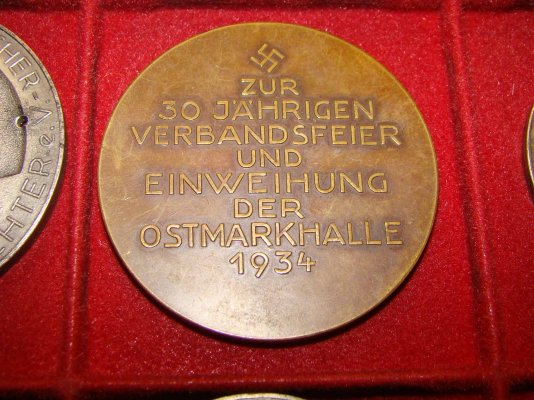 ZUR
30 JÄHRIGEN
VERBANDSFEIER
UND
EINWEIHUNG
DER
OSTMARKHALLE
1934